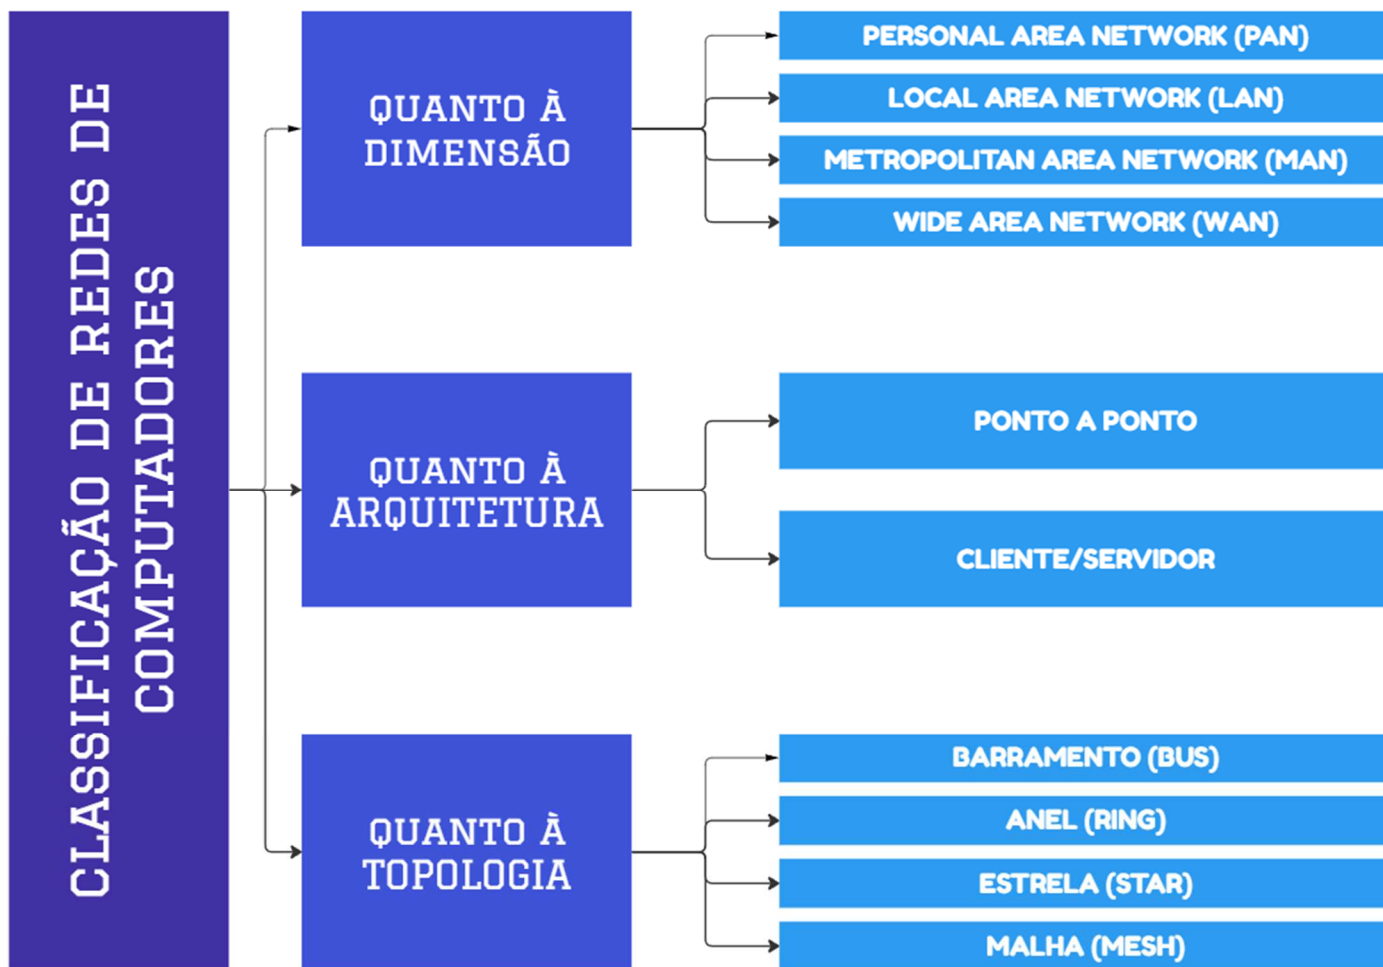 CLASSIFICAÇÃO DE REDES DE
COMPUTADORES
QUANTO À
DIMENSÃO
PERSONAL AREA NETWORK (PAN)
LOCAL AREA NETWORK (LAN)
METROPOLITAN AREA NETWORK (MAN)
WIDE AREA NETWORK (WAN)
QUANTO À
ARQUITETURA
PONTO A PONTO
CLIENTE/SERVIDOR
QUANTO À
TOPOLOGIA
BARRAMENTO (BUS)
ANEL (RING)
ESTRELA (STAR)
MALHA (MESH)